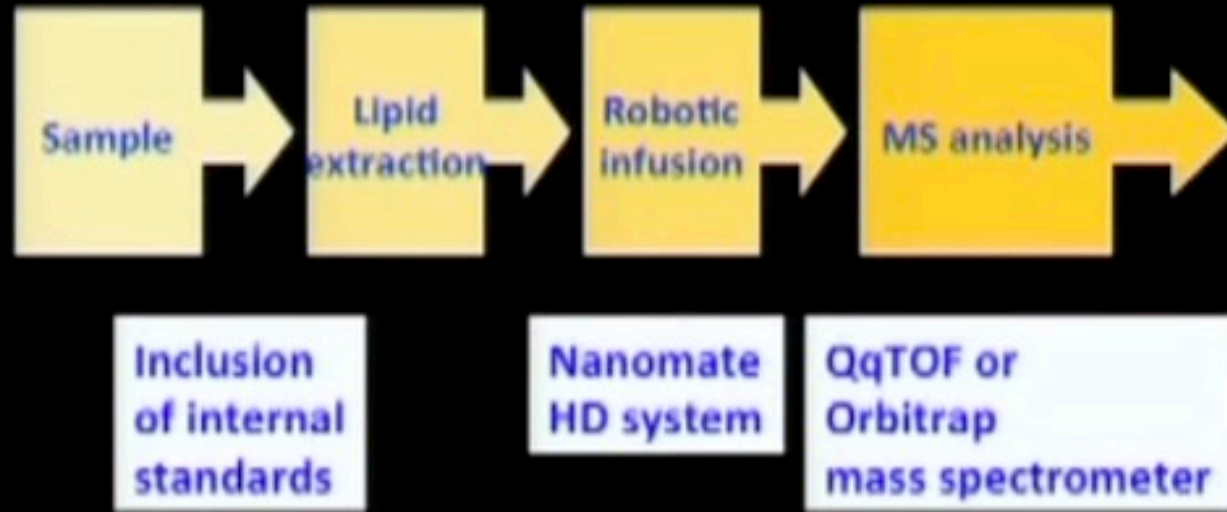 Sample
Lipid
extraction
Robotic
infusion
MS analysis
Inclusion
of internal
standards
Nanomate
HD system
QqTOF or
Orbitrap
mass spectrometer